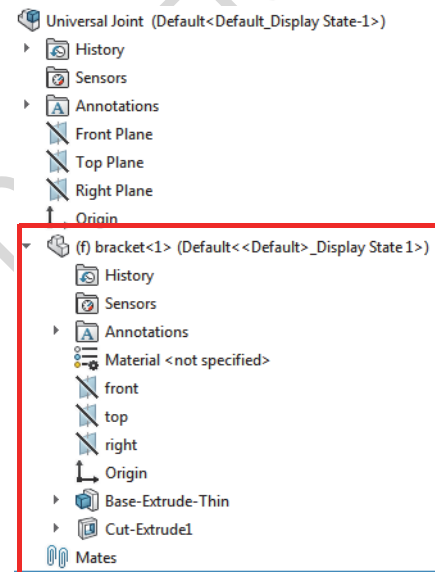 Universal Joint (Default<Default_Display State-1>)
History
Sensors
Annotations
Front Plane
Top Plane
Right Plane
Origin
(f) bracket<1> (Default<<Default>_Display State 1>)
History
Sensors
Annotations
Material <not specified>
front
top
right
Origin
Base-Extrude-Thin
Cut-Extrude1
Mates